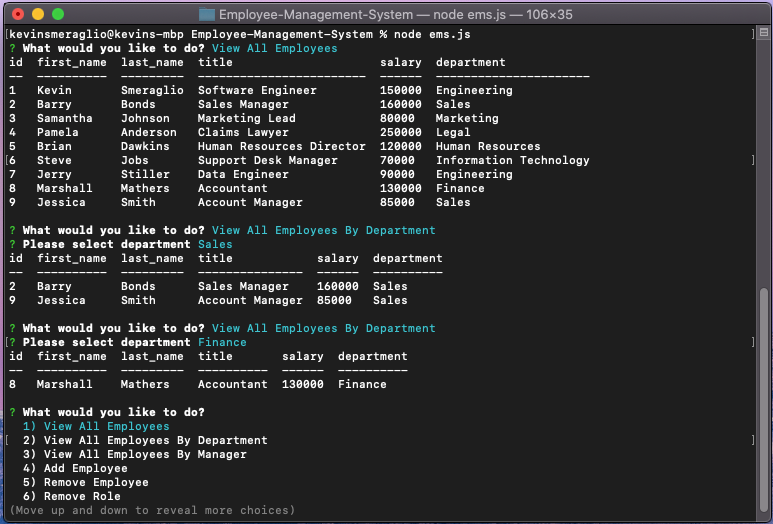 Employee-Management-System — node ems.js — 106×35
[kevinsmeraglio@kevins-mbp Employee-Management-System % node ems.js ]
? What would you like to do? View All Employees
id first_name last_name title salary department
—— —————————— ————————— ———————————————————————— —————— ——————————————————————
1 Kevin Smeraglio Software Engineer 150000 Engineering
2 Barry Bonds Sales Manager 160000 Sales
3 Samantha Johnson Marketing Lead 80000 Marketing
4 Pamela Anderson Claims Lawyer 250000 Legal
5 Brian Dawkins Human Resources Director 120000 Human Resources
[6 Steve Jobs Support Desk Manager 70000 Information Technology ]
7 Jerry Stiller Data Engineer 90000 Engineering
8 Marshall Mathers Accountant 130000 Finance
9 Jessica Smith Account Manager 85000 Sales
? What would you like to do? View All Employees By Department
? Please select department Sales
id first_name last_name title salary department
—— —————————— ————————— ——————————————— —————— ——————————
2 Barry Bonds Sales Manager 160000 Sales
9 Jessica Smith Account Manager 85000 Sales
? What would you like to do? View All Employees By Department
[? Please select department Finance ]
id first_name last_name title salary department
—— —————————— ————————— —————————— —————— ——————————
8 Marshall Mathers Accountant 130000 Finance
? What would you like to do?
1) View All Employees
[ 2) View All Employees By Department ]
3) View All Employees By Manager
4) Add Employee
5) Remove Employee
6) Remove Role
(Move up and down to reveal more choices)